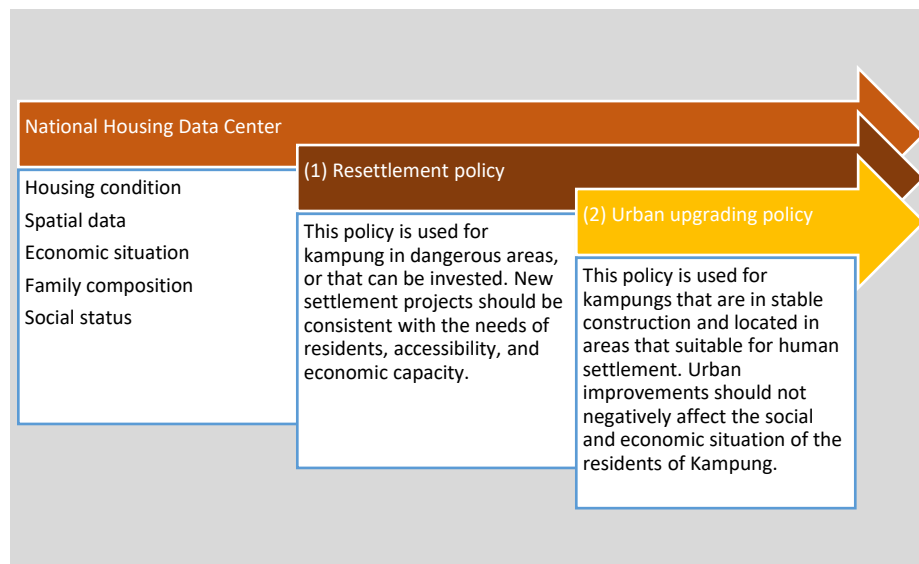 National Housing Data Center
Housing condition
Spatial data
Economic situation
Family composition
Social status
(1) Resettlement policy
This policy is used for
kampung in dangerous areas,
or that can be invested. New
settlement projects should be
consistent with the needs of
residents, accessibility, and
economic capacity.
(2) Urban upgrading policy
This policy is used for
kampungs that are in stable
construction and located in
areas that suitable for human
settlement. Urban
improvements should not
negatively affect the social
and economic situation of the
residents of Kampung.